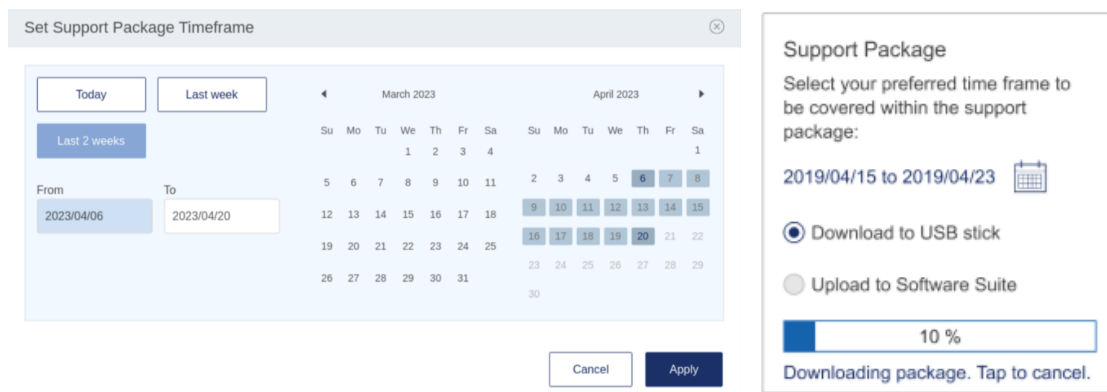 Set Support Package Timeframe
Today
Last week
Last 2 weeks
From
To
2023/04/06
2023/04/20
March 2023
Su Mo Tu We Th Fr Sa
1 2 3 4
5 6 7 8 9 10 11
12 13 14 15 16 17 18
19 20 21 22 23 24 25
26 27 28 29 30 31
April 2023
Su Mo Tu We Th Fr Sa
1
2 3 4 5 6 7 8
9 10 11 12 13 14 15
16 17 18 19 20 21 22
23 24 25 26 27 28 29
30
Cancel
Apply
Support Package
Select your preferred time frame to
be covered within the support
package:
2019/04/15 to 2019/04/23
Download to USB stick
Upload to Software Suite
10 %
Downloading package. Tap to cancel.